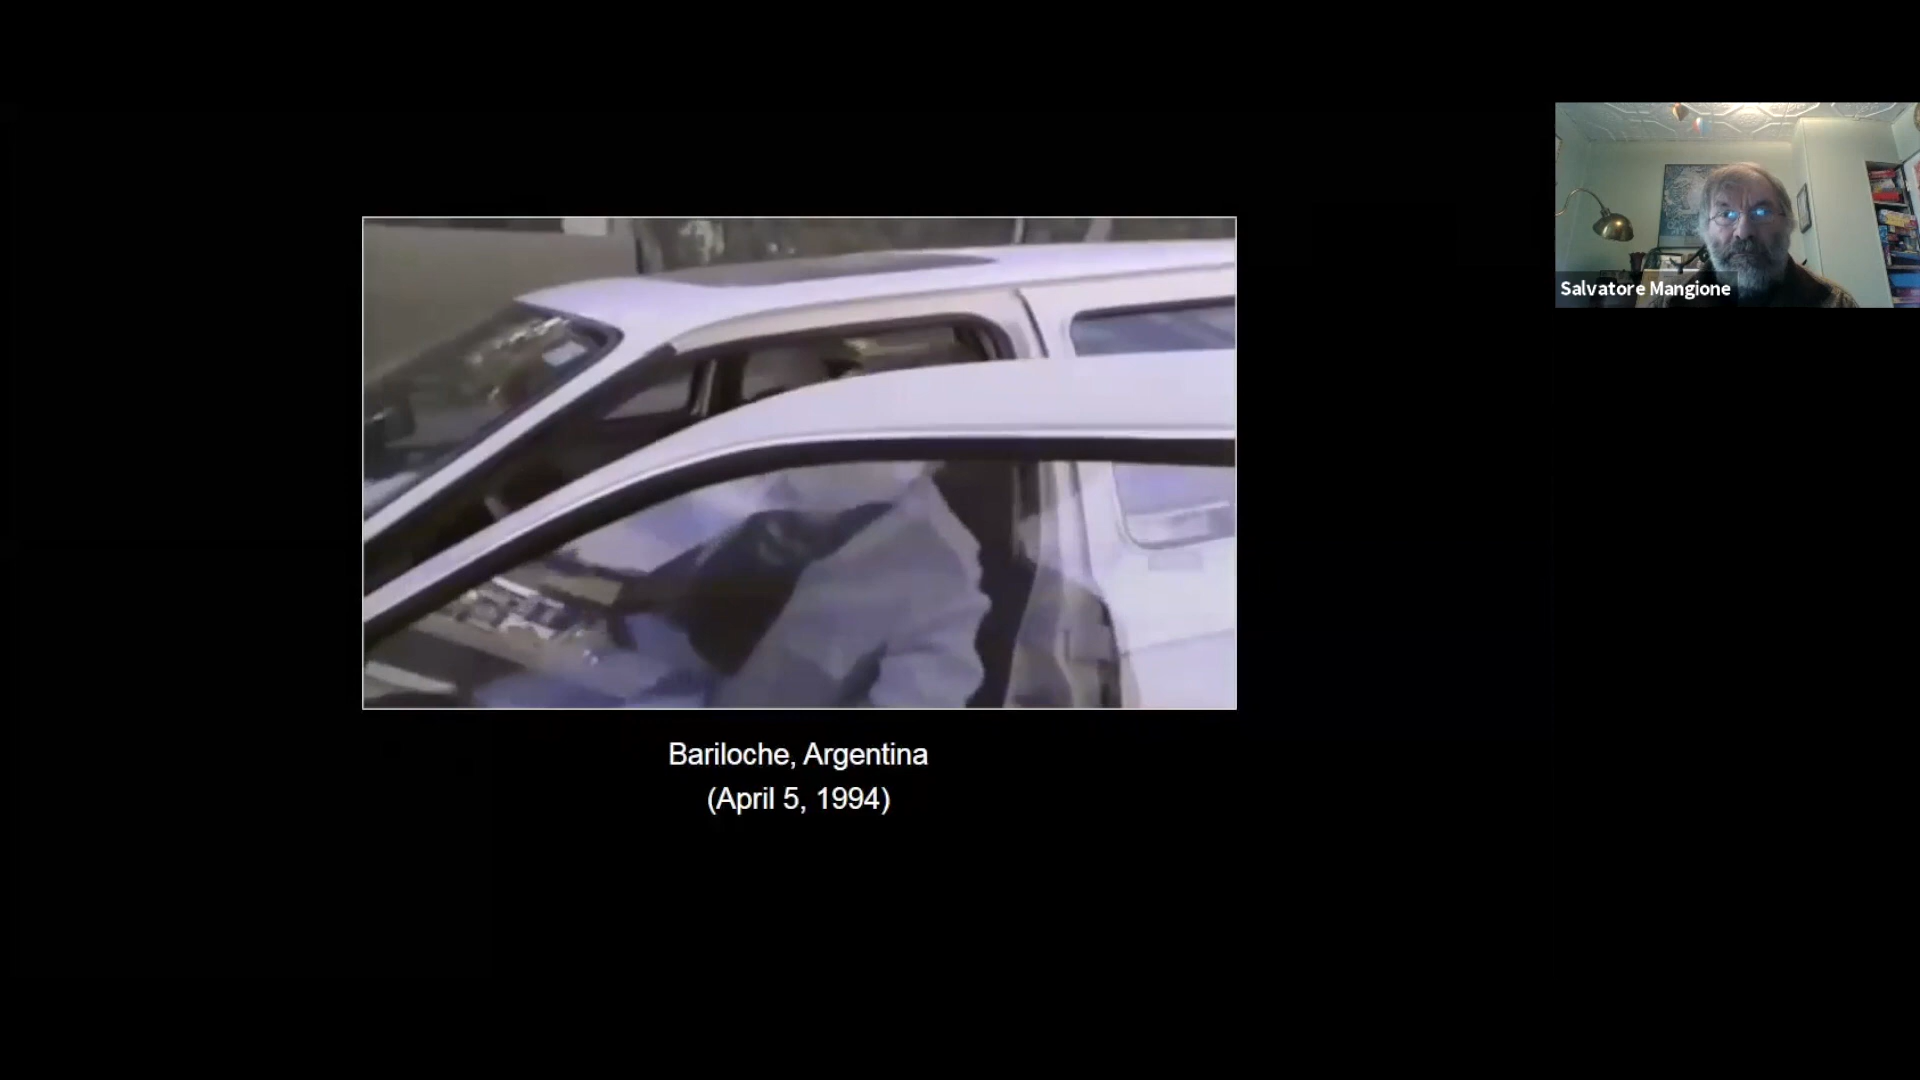 Salvatore Mangione
Bariloche, Argentina
(April 5, 1994)